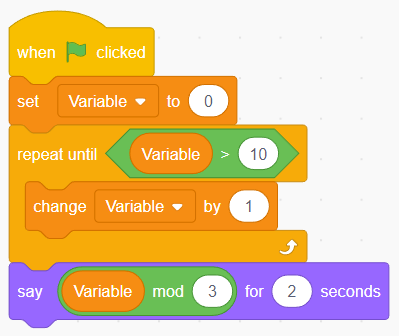 when clicked
set Variable to 0
repeat until Variable > 10
change Variable by 1
say Variable mod 3 for 2 seconds